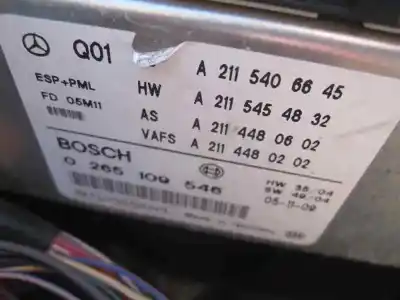 Q01 A 211 540 66 45
ESP+PML HW A 211 545 48 32
FD 05M11 AS A 211 448 06 02
VAFS A 211 448 02 02
BOSCH
0 265 109 546
HW 38/04
SW 49/04
05-11-09